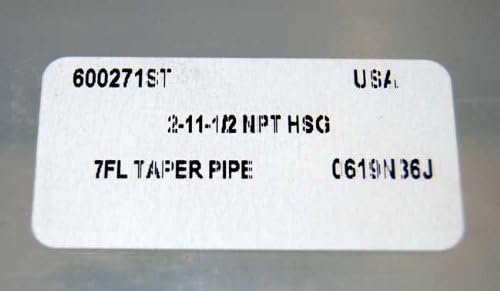 600271ST USA
2-11-1/2 NPT HSG
7FL TAPER PIPE 0619N36J